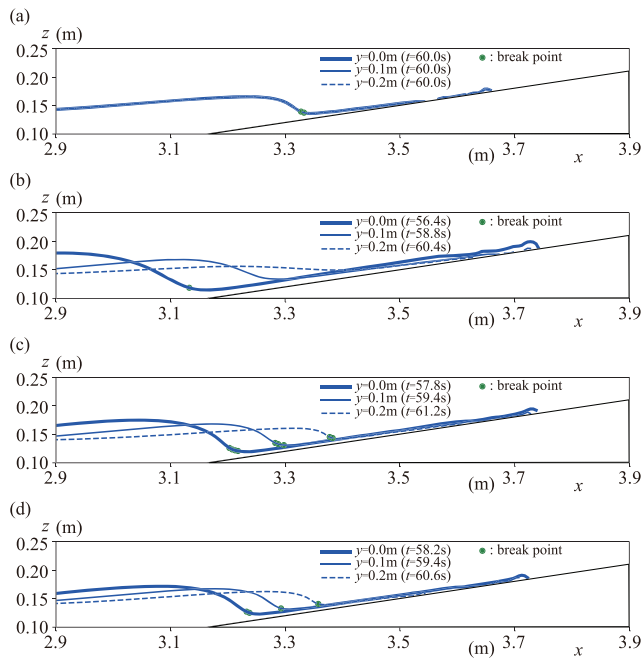 (a)
z (m)
0.25
0.20
0.15
0.10
y=0.0m (t=60.0s)
y=0.1m (t=60.0s)
y=0.2m (t=60.0s)
: break point
2.9 3.1 3.3 3.5 3.7 3.9
(m) x
(b)
z (m)
0.25
0.20
0.15
0.10
y=0.0m (t=56.4s)
y=0.1m (t=58.8s)
y=0.2m (t=60.4s)
: break point
2.9 3.1 3.3 3.5 3.7 3.9
(m) x
(c)
z (m)
0.25
0.20
0.15
0.10
y=0.0m (t=57.8s)
y=0.1m (t=59.4s)
y=0.2m (t=61.2s)
: break point
2.9 3.1 3.3 3.5 3.7 3.9
(m) x
(d)
z (m)
0.25
0.20
0.15
0.10
y=0.0m (t=58.2s)
y=0.1m (t=59.4s)
y=0.2m (t=60.6s)
: break point
2.9 3.1 3.3 3.5 3.7 3.9
(m) x